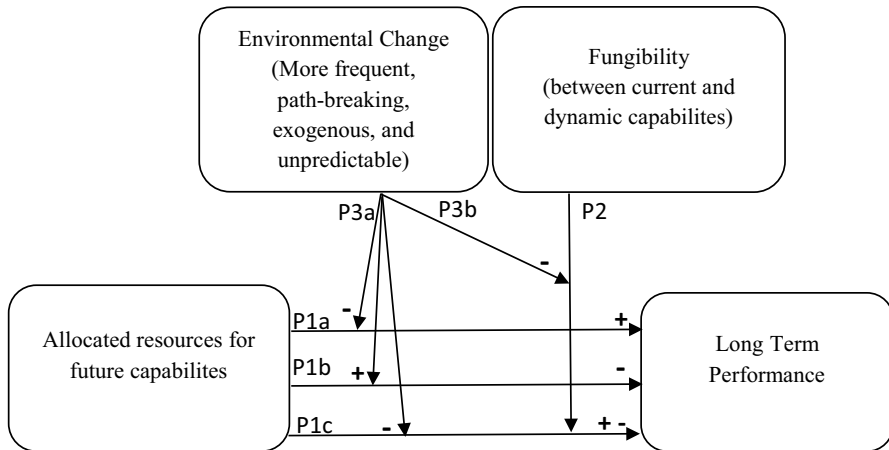 Environmental Change
(More frequent,
path-breaking,
exogenous, and
unpredictable)
Fungibility
(between current and
dynamic capabilites)
P3a
P3b
P2
-
Allocated resources for
future capabilites
P1a
-
+
P1b
+
-
P1c
-
+ -
Long Term
Performance